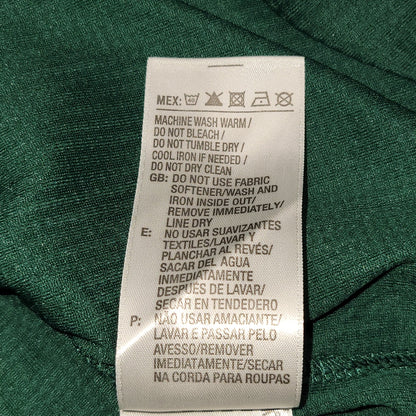 MEX:
MACHINE WASH WARM /
DO NOT BLEACH /
DO NOT TUMBLE DRY /
COOL IRON IF NEEDED /
DO NOT DRY CLEAN
GB: DO NOT USE FABRIC
SOFTENER/WASH AND
IRON INSIDE OUT/
REMOVE IMMEDIATELY/
LINE DRY
E: NO USAR SUAVIZANTES
TEXTILES/LAVAR Y
PLANCHAR AL REVÉS/
SACAR DEL AGUA
INMEDIATAMENTE
DESPUÉS DE LAVAR/
SECAR EN TENDEDERO
P: NÃO USAR AMACIANTE/
LAVAR E PASSAR PELO
AVESSO/REMOVER
IMEDIATAMENTE/SECAR
NA CORDA PARA ROUPAS